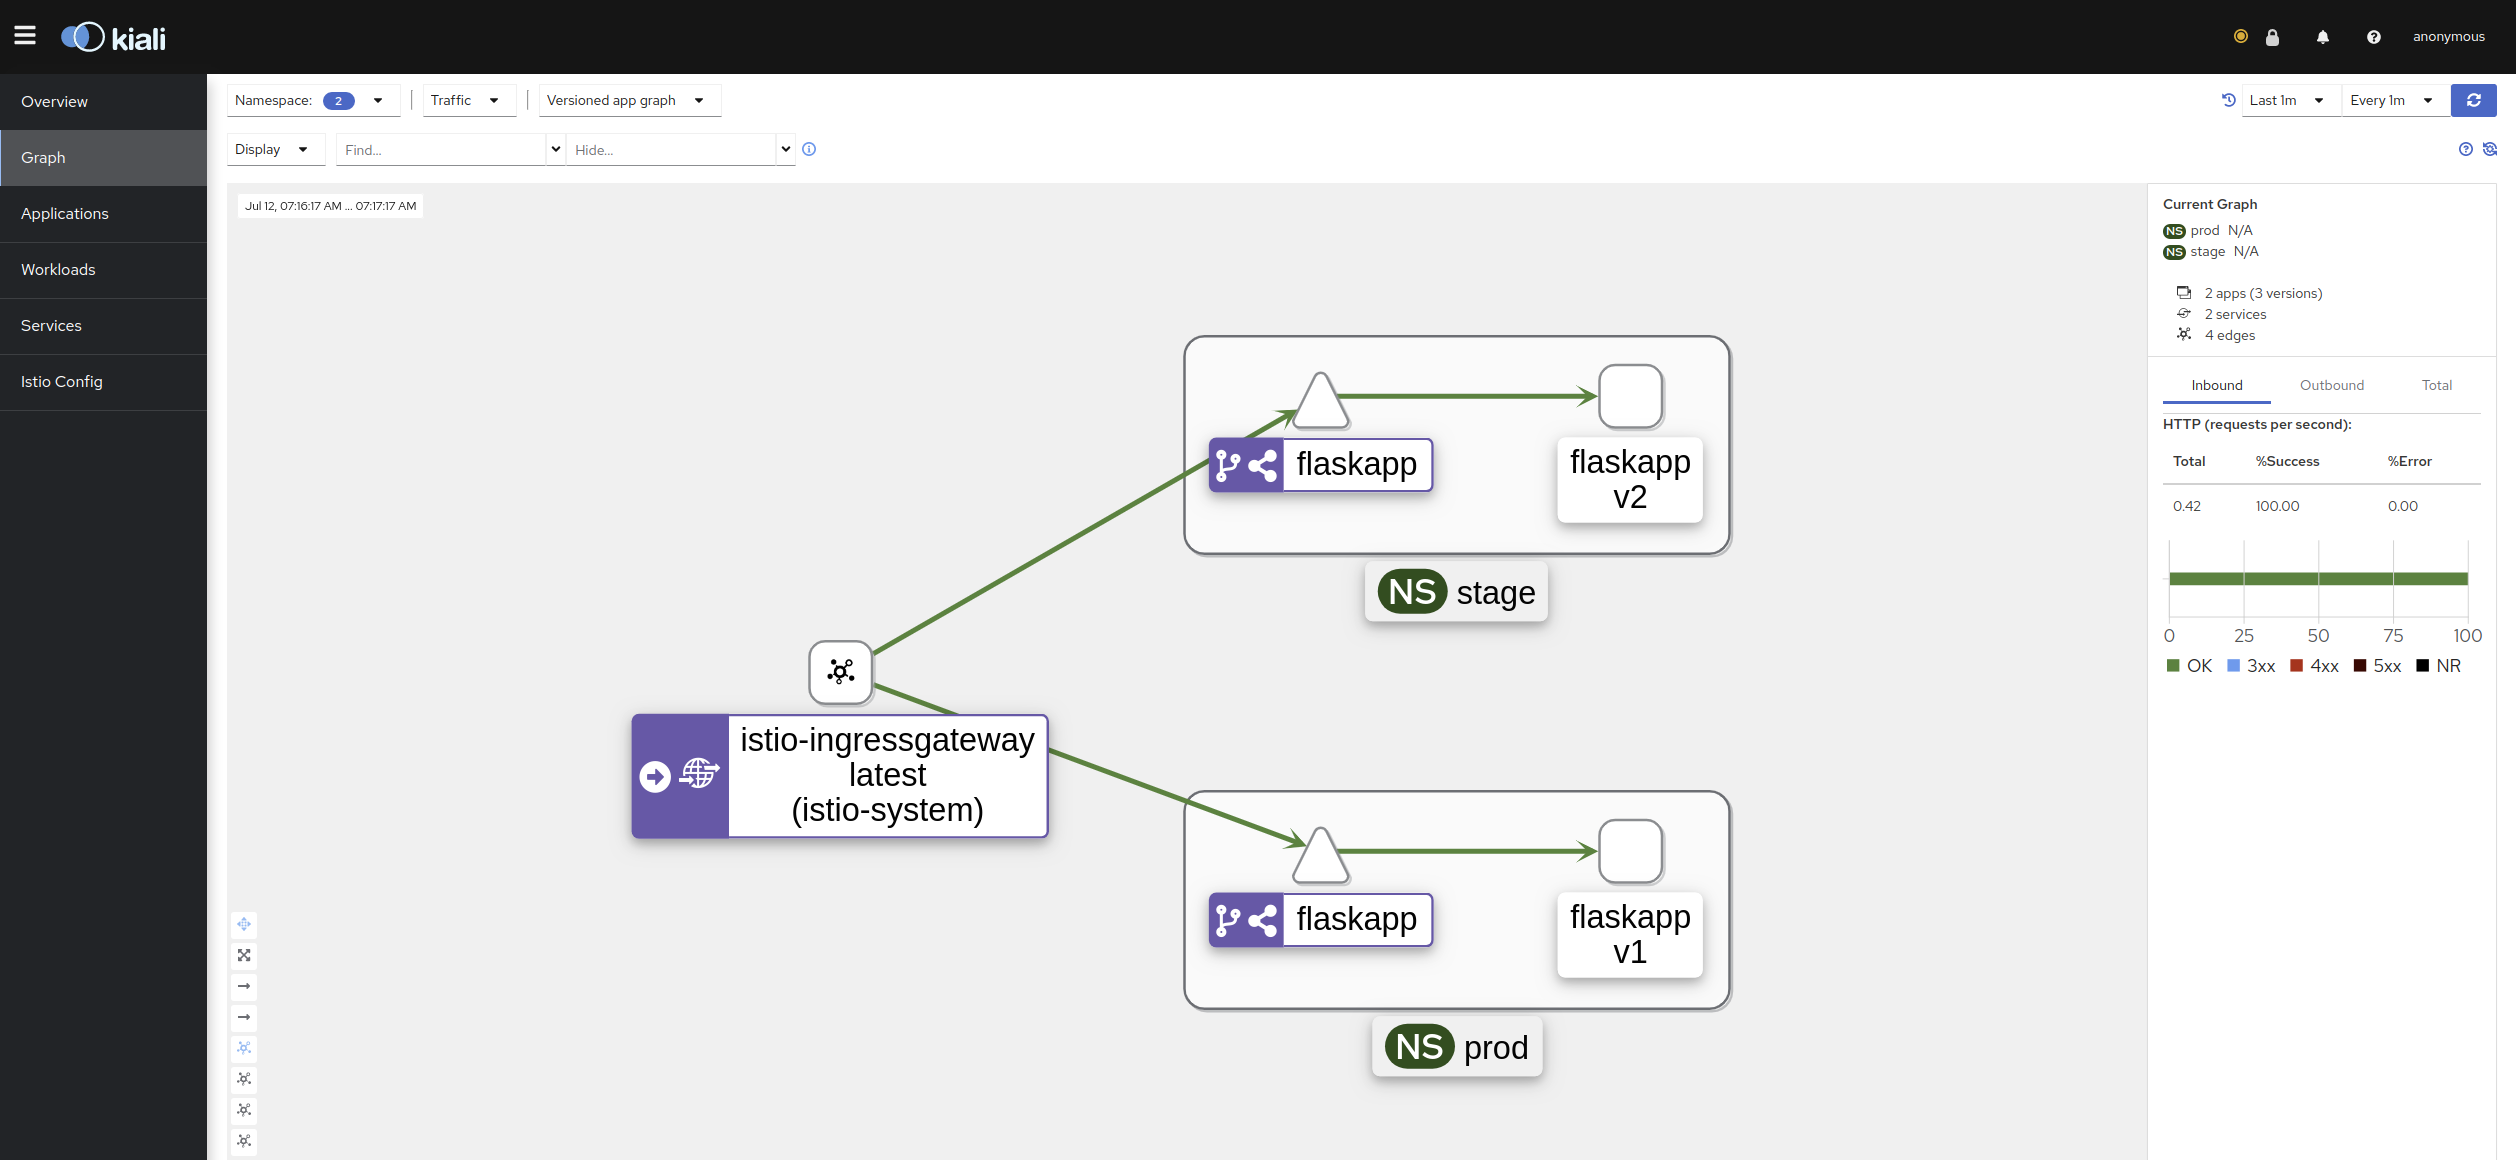 kiali
anonymous
Overview
Graph
Applications
Workloads
Services
Istio Config
Namespace: 2
Traffic
Versioned app graph
Last 1m
Every 1m
Display
Find...
Hide...
Jul 12, 07:16:17 AM ... 07:17:17 AM
flaskapp
flaskapp
v2
NS stage
istio-ingressgateway
latest
(istio-system)
flaskapp
flaskapp
v1
NS prod
Current Graph
NS prod N/A
NS stage N/A
2 apps (3 versions)
2 services
4 edges
Inbound Outbound Total
HTTP (requests per second):
Total %Success %Error
0.42 100.00 0.00
0 25 50 75 100
OK 3xx 4xx 5xx NR